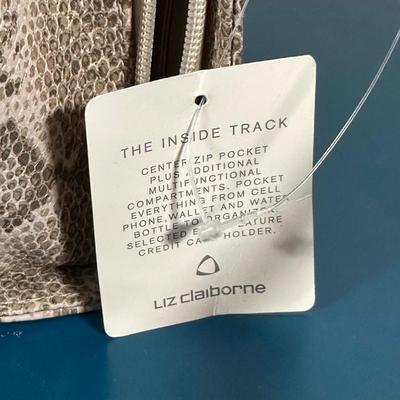 THE INSIDE TRACK
CENTER ZIP POCKET
PLUS ADDITIONAL
MULTIFUNCTIONAL
COMPARTMENTS. POCKET
EVERYTHING FROM CELL
PHONE, WALLET AND WATER
BOTTLE TO ORGANIZER.
SELECTED FEATURE
CREDIT CARD HOLDER.
LIZ CLAIBORNE